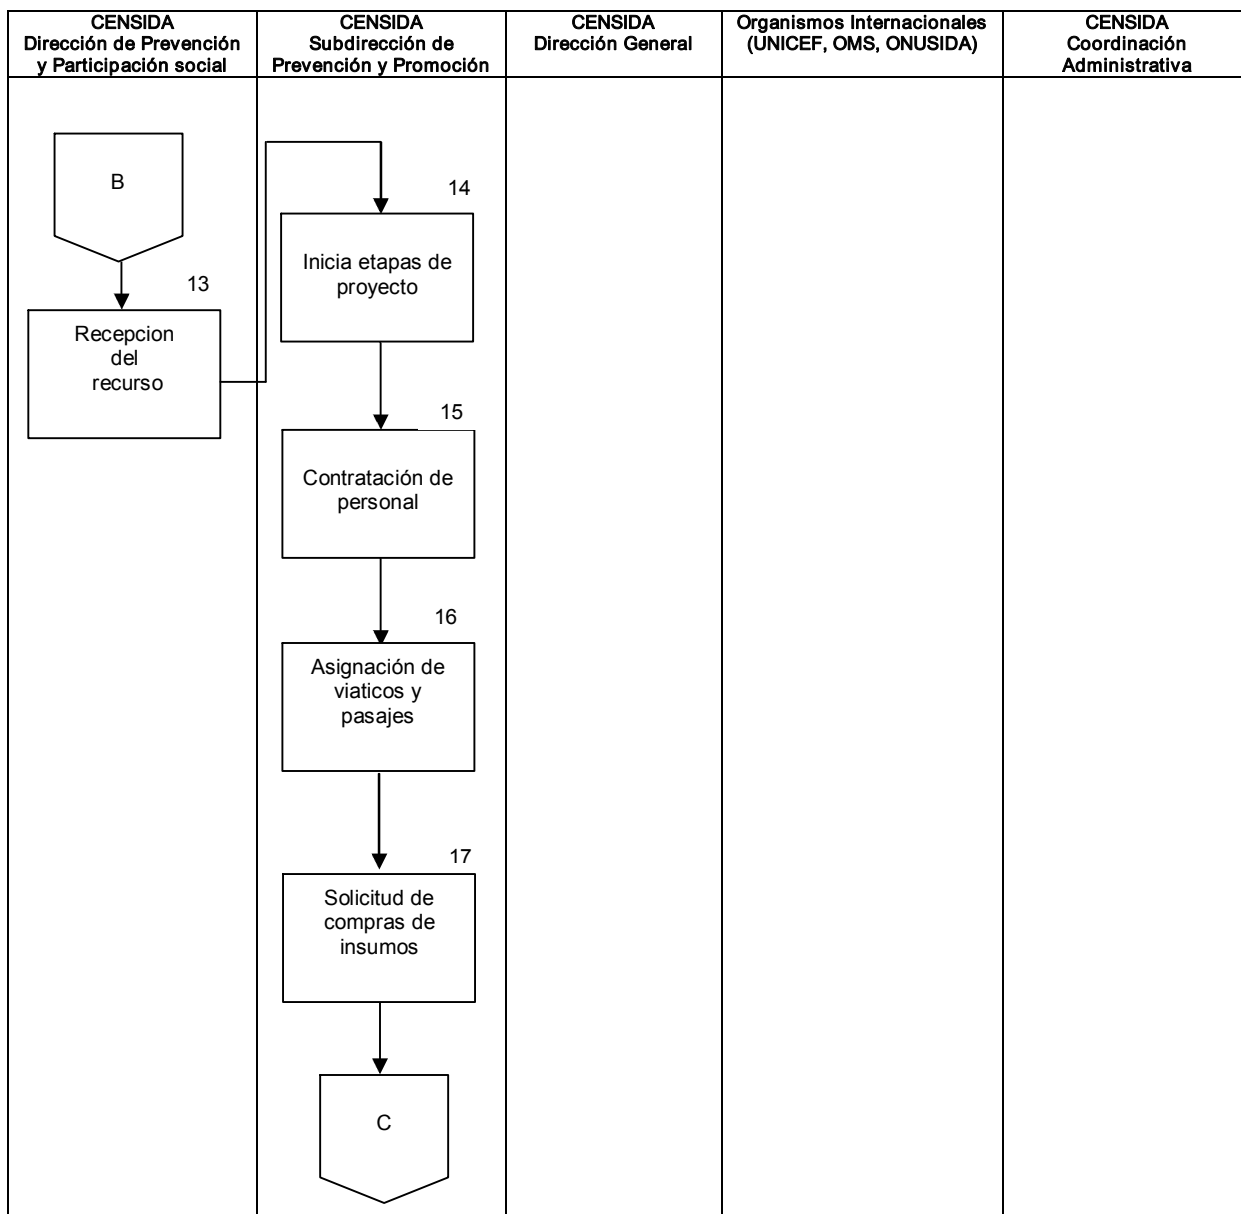 CENSIDA
Dirección de Prevención
y Participación social
CENSIDA
Subdirección de
Prevención y Promoción
CENSIDA
Dirección General
Organismos Internacionales
(UNICEF, OMS, ONUSIDA)
CENSIDA
Coordinación
Administrativa
B
13
Recepcion
del
recurso
14
Inicia etapas de
proyecto
15
Contratación de
personal
16
Asignación de
viaticos y
pasajes
17
Solicitud de
compras de
insumos
C